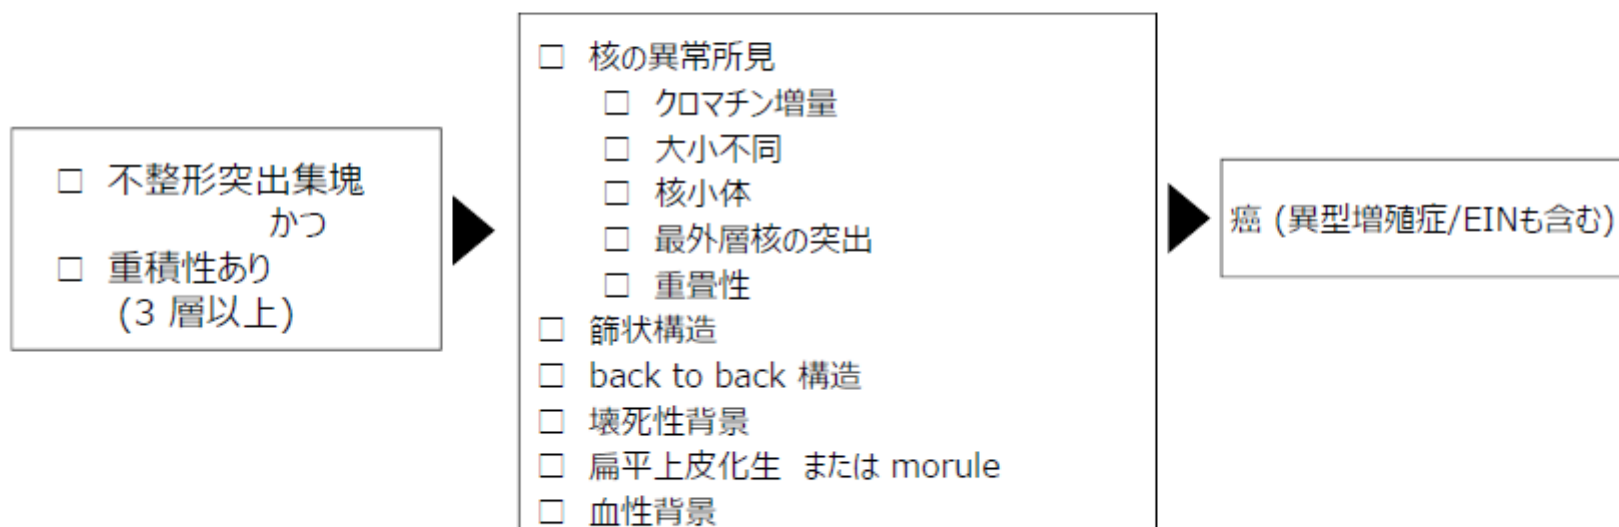 □ 不整形突出集塊
かつ
□ 重積性あり
(3 層以上)
□ 核の異常所見
□ クロマチン増量
□ 大小不同
□ 核小体
□ 最外層核の突出
□ 重畳性
□ 篩状構造
□ back to back 構造
□ 壊死性背景
□ 扁平上皮化生 または morule
□ 血性背景
癌 (異型増殖症/EINも含む)